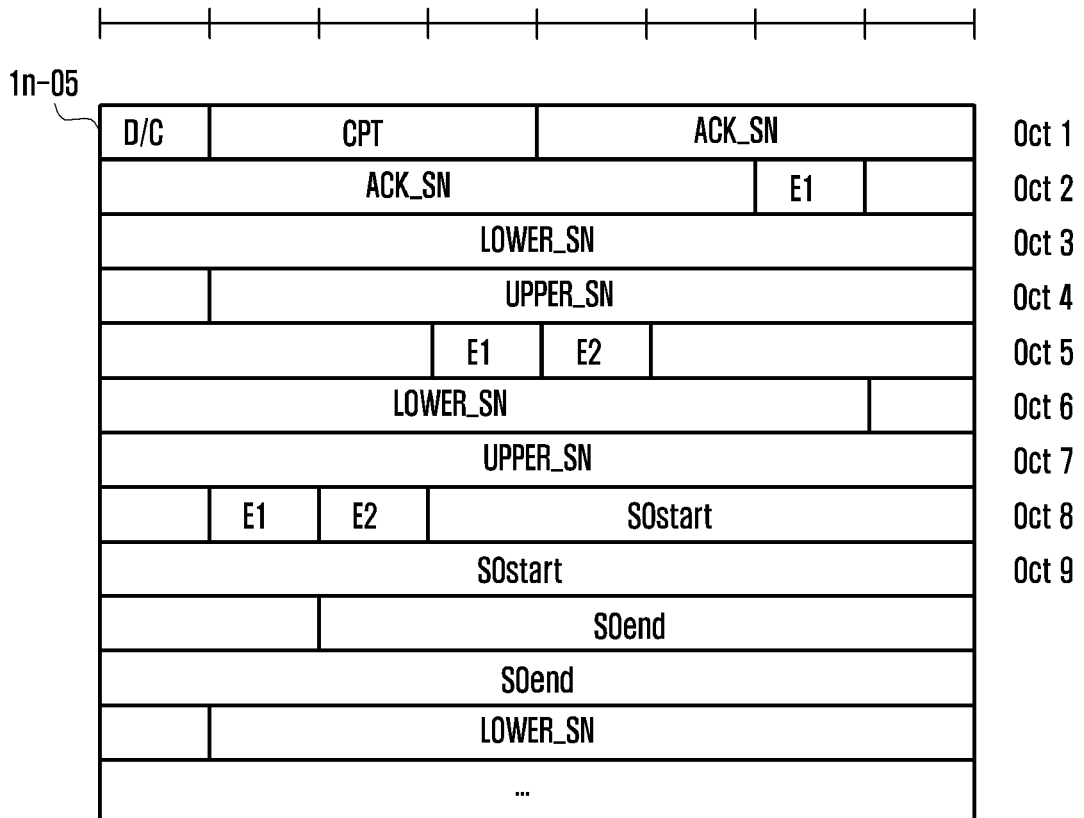 1n-05
D/C CPT ACK_SN Oct 1
ACK_SN E1 Oct 2
LOWER_SN Oct 3
UPPER_SN Oct 4
E1 E2 Oct 5
LOWER_SN Oct 6
UPPER_SN Oct 7
E1 E2 SOstart Oct 8
SOstart Oct 9
SOend
SOend
LOWER_SN
...